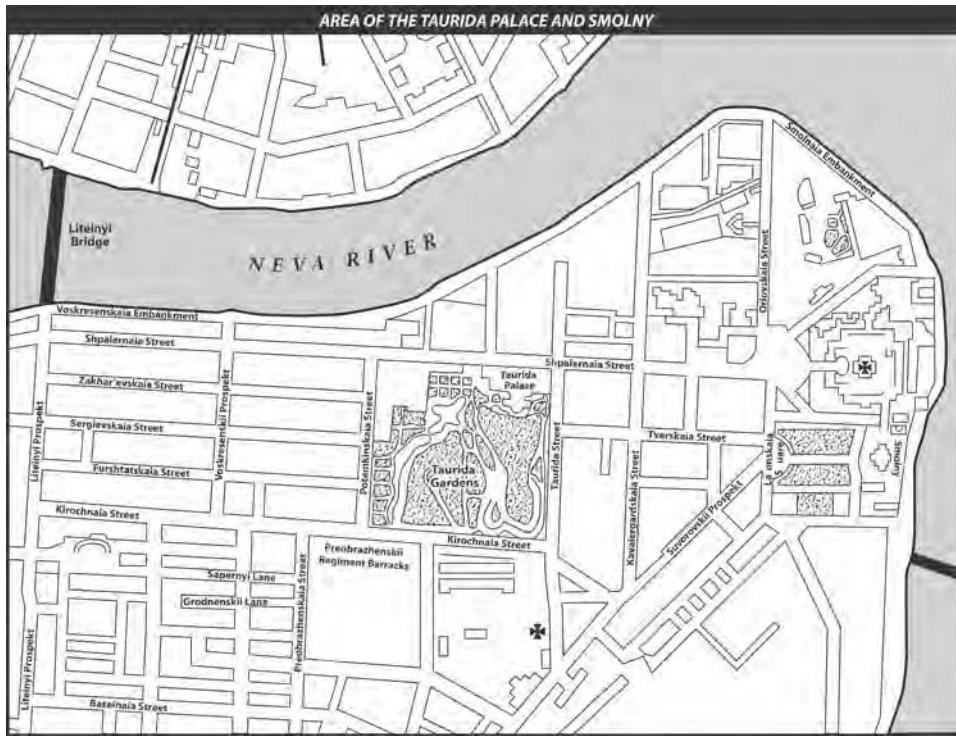 AREA OF THE TAURIDA PALACE AND SMOLNY
Smolnaia Embankment
Liteinyi
Bridge
NEVA RIVER
Orlovskaia Street
Voskresenskaia Embankment
Shpalernaia Street
Shpalernaia Street
Taurida
Palace
Zakhar'evskaia Street
Liteinyi Prospekt
Voskresenskii Prospekt
Potemkinskaia Street
Sergievskaia Street
Taurida Street
Tverskaia Street
Smolny
Furshtatskaia Street
Taurida
Gardens
Kavalergardskaia Street
Suvorovskii Prospekt
Kirochnaia Street
Kirochnaia Street
Preobrazhenskii
Regiment Barracks
Sapernyi Lane
Grodnenskii Lane
Preobrazhenskaia Street
Liteinyi Prospekt
Baseinaia Street